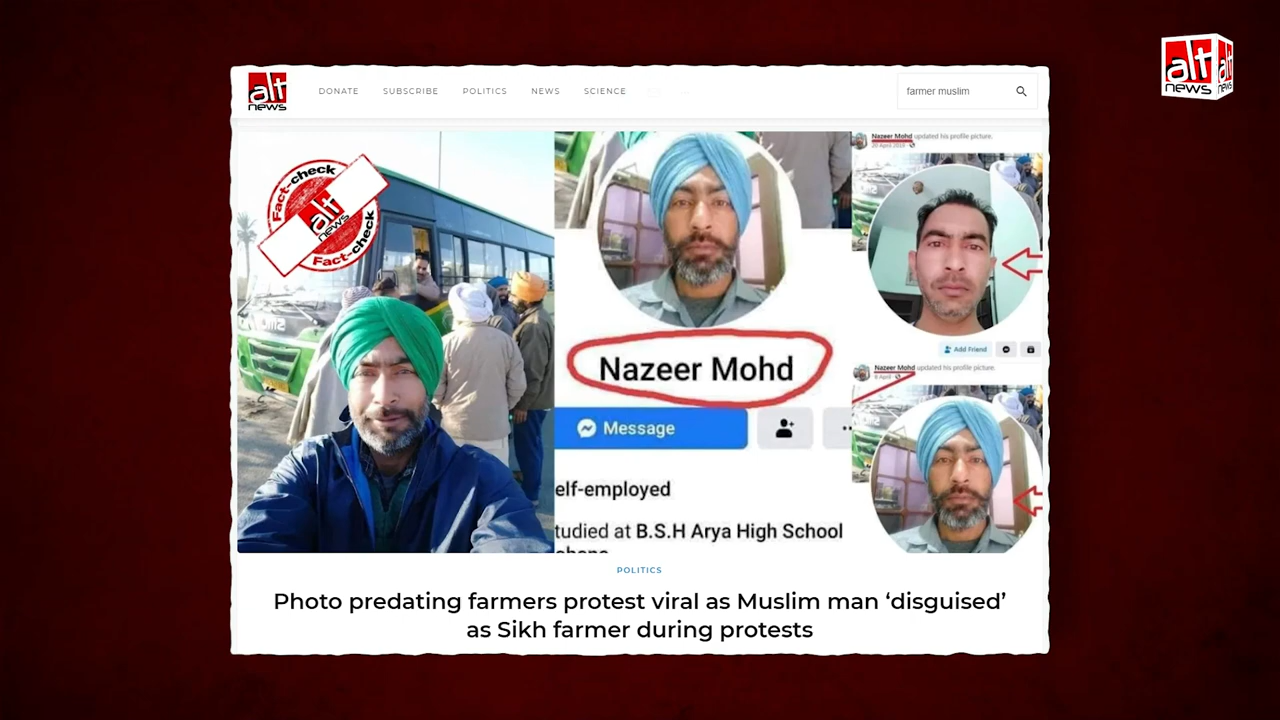 alt
news
alt
news
alt
news
DONATE SUBSCRIBE POLITICS NEWS SCIENCE
farmer muslim
Fact-check
alt
news
Fact-check
Nazeer Mohd
Message
elf-employed
tudied at B.S.H Arya High School
Nazeer Mohd updated his profile picture.
Add Friend
Nazeer Mohd updated his profile picture.
POLITICS
Photo predating farmers protest viral as Muslim man ‘disguised’
as Sikh farmer during protests